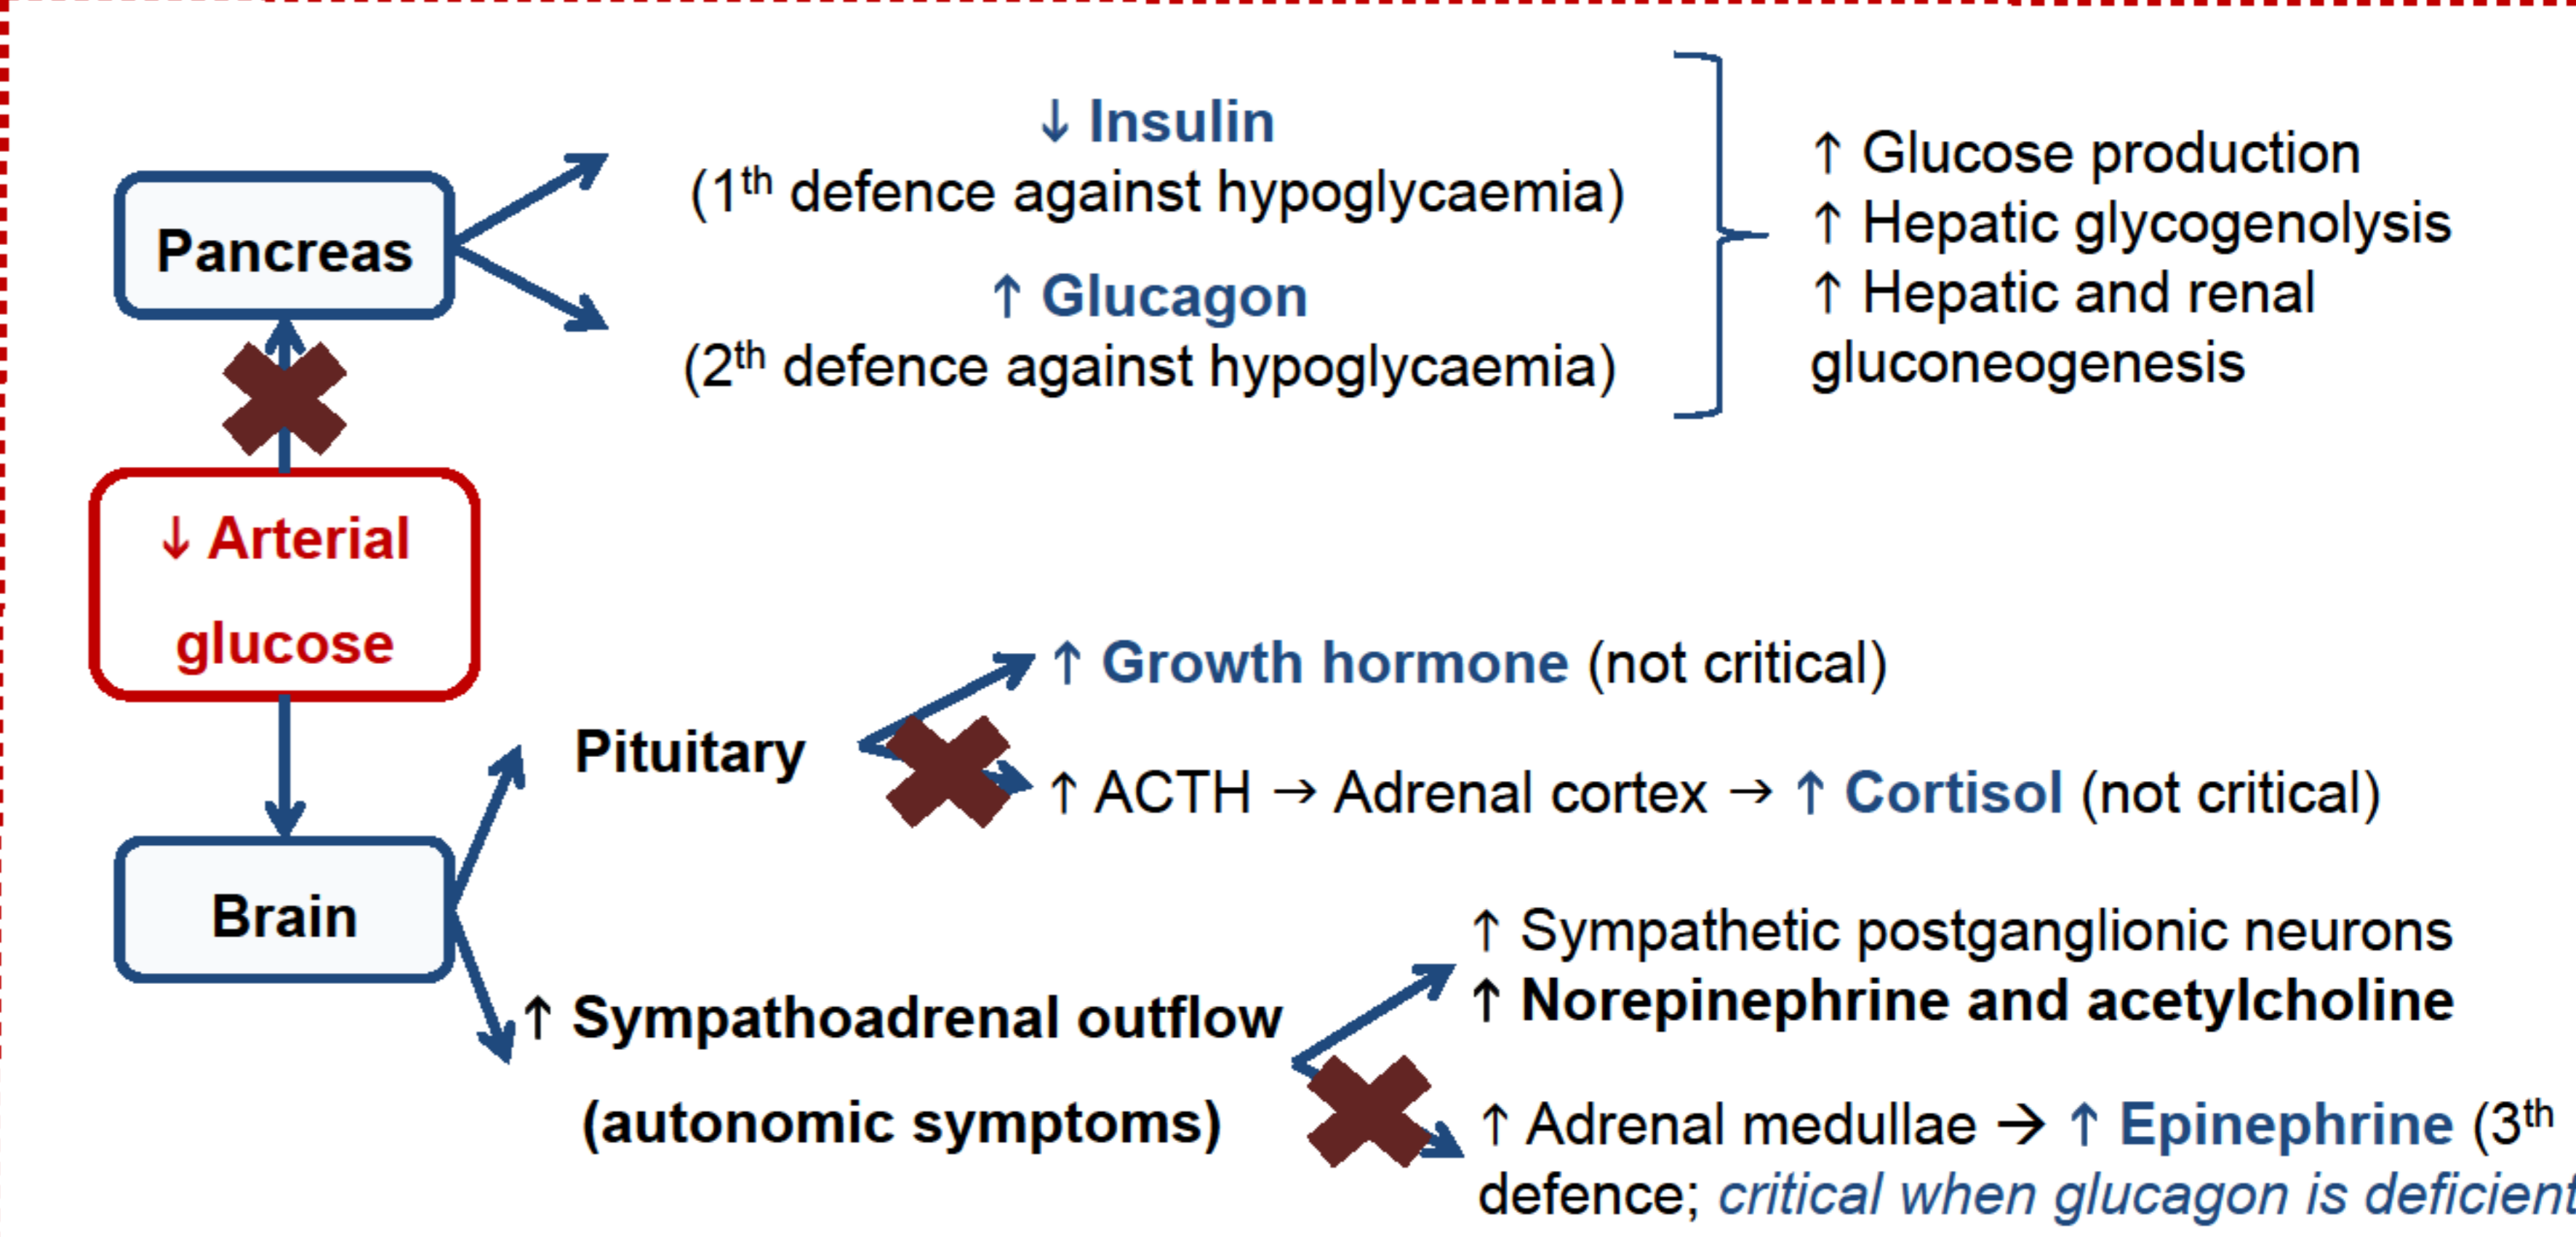 ↓ Insulin
(1th defence against hypoglycaemia)
Pancreas
↑ Glucagon
(2th defence against hypoglycaemia)
↑ Glucose production
↑ Hepatic glycogenolysis
↑ Hepatic and renal
gluconeogenesis
↓ Arterial
glucose
Pituitary
↑ Growth hormone (not critical)
↑ ACTH → Adrenal cortex → ↑ Cortisol (not critical)
Brain
↑ Sympathoadrenal outflow
(autonomic symptoms)
↑ Sympathetic postganglionic neurons
↑ Norepinephrine and acetylcholine
↑ Adrenal medullae → ↑ Epinephrine (3th
defence; critical when glucagon is deficient